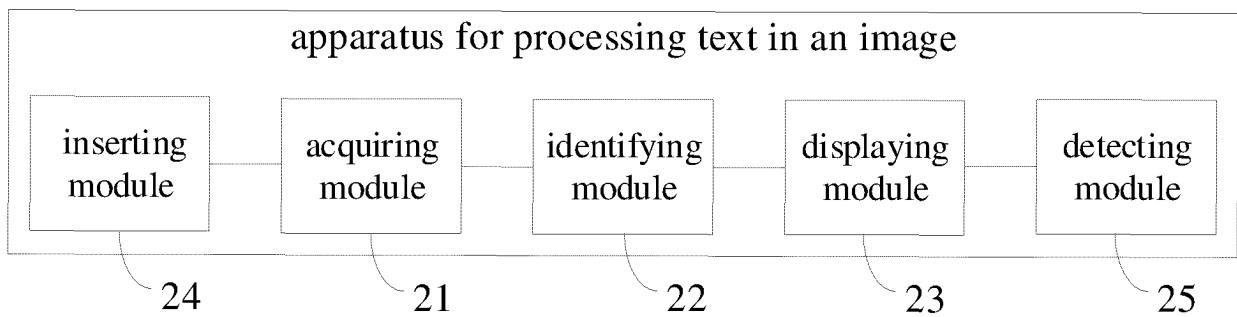 apparatus for processing text in an image
inserting module
acquiring module
identifying module
displaying module
detecting module
24
21
22
23
25